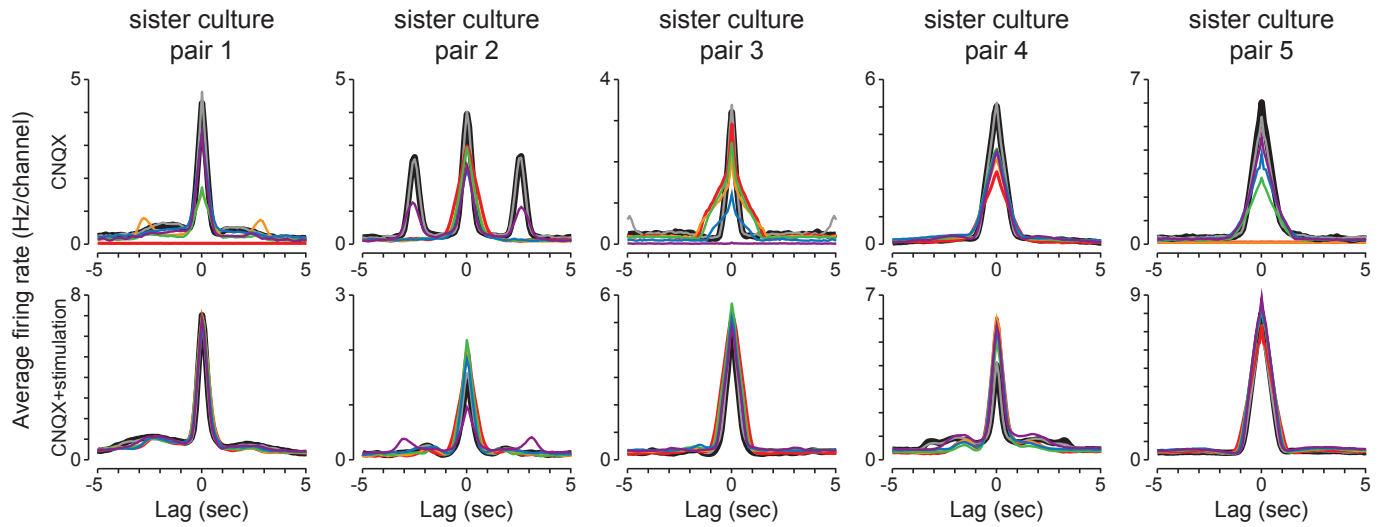 sister culture pair 1
sister culture pair 2
sister culture pair 3
sister culture pair 4
sister culture pair 5
Average firing rate (Hz/channel)
CNQX
5
0
-5 0 5
5
0
-5 0 5
4
0
-5 0 5
6
0
-5 0 5
7
0
-5 0 5
CNQX+stimulation
8
0
-5 0 5
Lag (sec)
3
0
-5 0 5
Lag (sec)
6
0
-5 0 5
Lag (sec)
7
0
-5 0 5
Lag (sec)
9
0
-5 0 5
Lag (sec)